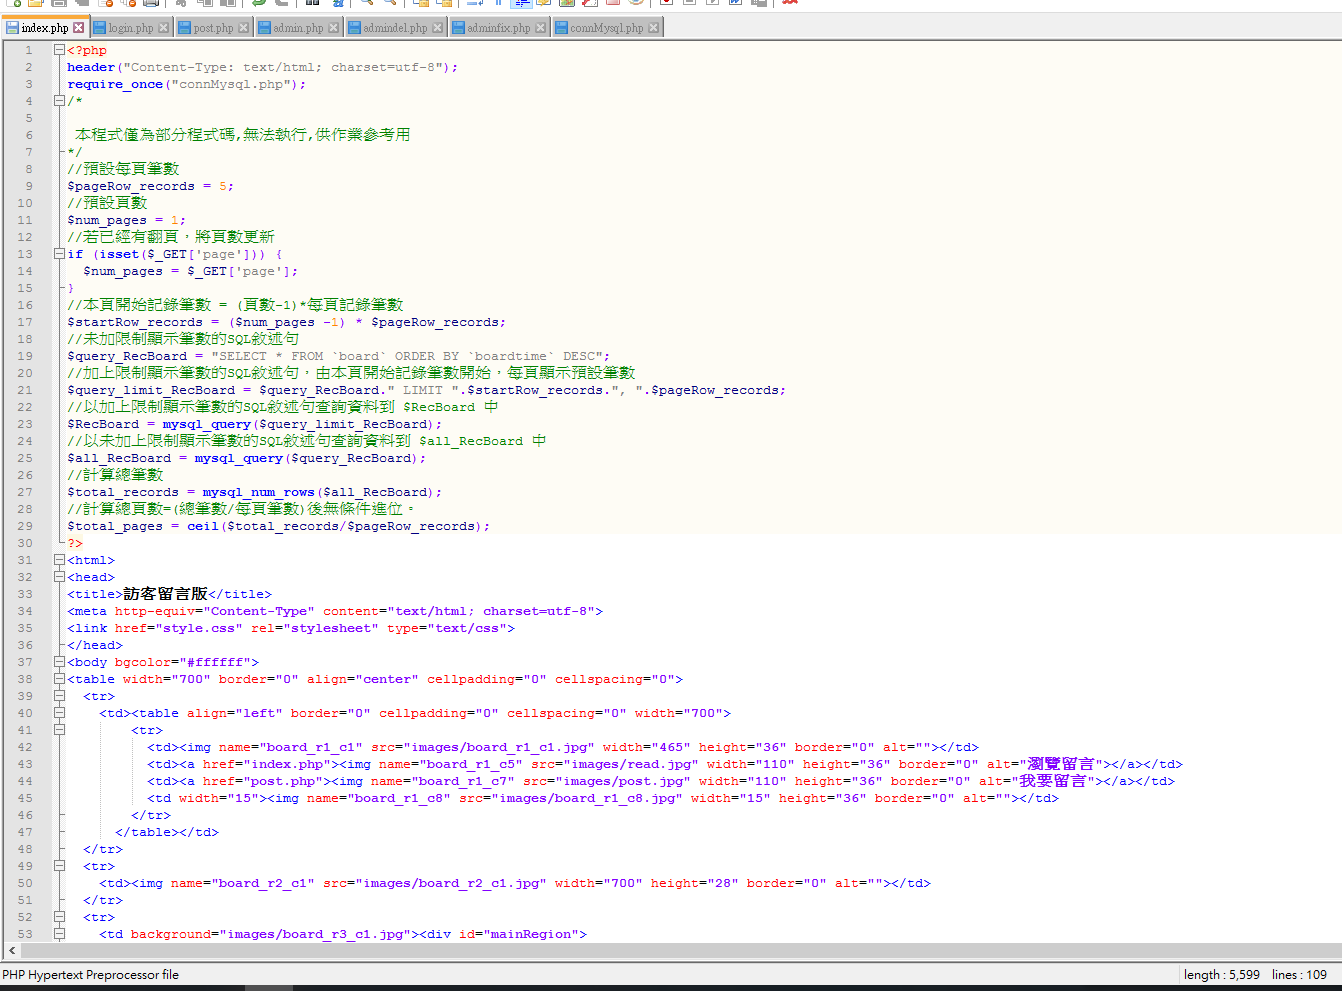 index.php login.php post.php admin.php admindel.php adminfix.php connMysql.php
1 <?php
2 header("Content-Type: text/html; charset=utf-8");
3 require_once("connMysql.php");
4 /*
5
6 本程式僅為部分程式碼,無法執行,供作業參考用
7 */
8 //預設每頁筆數
9 $pageRow_records = 5;
10 //預設頁數
11 $num_pages = 1;
12 //若已經有翻頁，將頁數更新
13 if (isset($_GET['page'])) {
14 $num_pages = $_GET['page'];
15 }
16 //本頁開始記錄筆數 = (頁數-1)*每頁記錄筆數
17 $startRow_records = ($num_pages -1) * $pageRow_records;
18 //未加限制顯示筆數的SQL敘述句
19 $query_RecBoard = "SELECT * FROM `board` ORDER BY `boardtime` DESC";
20 //加上限制顯示筆數的SQL敘述句，由本頁開始記錄筆數開始，每頁顯示預設筆數
21 $query_limit_RecBoard = $query_RecBoard." LIMIT ".$startRow_records.", ".$pageRow_records;
22 //以加上限制顯示筆數的SQL敘述句查詢資料到 $RecBoard 中
23 $RecBoard = mysql_query($query_limit_RecBoard);
24 //以未加上限制顯示筆數的SQL敘述句查詢資料到 $all_RecBoard 中
25 $all_RecBoard = mysql_query($query_RecBoard);
26 //計算總筆數
27 $total_records = mysql_num_rows($all_RecBoard);
28 //計算總頁數=(總筆數/每頁筆數)後無條件進位。
29 $total_pages = ceil($total_records/$pageRow_records);
30 ?>
31 <html>
32 <head>
33 <title>訪客留言版</title>
34 <meta http-equiv="Content-Type" content="text/html; charset=utf-8">
35 <link href="style.css" rel="stylesheet" type="text/css">
36 </head>
37 <body bgcolor="#ffffff">
38 <table width="700" border="0" align="center" cellpadding="0" cellspacing="0">
39 <tr>
40 <td><table align="left" border="0" cellpadding="0" cellspacing="0" width="700">
41 <tr>
42 <td><img name="board_r1_c1" src="images/board_r1_c1.jpg" width="465" height="36" border="0" alt=""></td>
43 <td><a href="index.php"><img name="board_r1_c5" src="images/read.jpg" width="110" height="36" border="0" alt="瀏覽留言"></a></td>
44 <td><a href="post.php"><img name="board_r1_c7" src="images/post.jpg" width="110" height="36" border="0" alt="我要留言"></a></td>
45 <td width="15"><img name="board_r1_c8" src="images/board_r1_c8.jpg" width="15" height="36" border="0" alt=""></td>
46 </tr>
47 </table></td>
48 </tr>
49 <tr>
50 <td><img name="board_r2_c1" src="images/board_r2_c1.jpg" width="700" height="28" border="0" alt=""></td>
51 </tr>
52 <tr>
53 <td background="images/board_r3_c1.jpg"><div id="mainRegion">
PHP Hypertext Preprocessor file length : 5,599 lines : 109